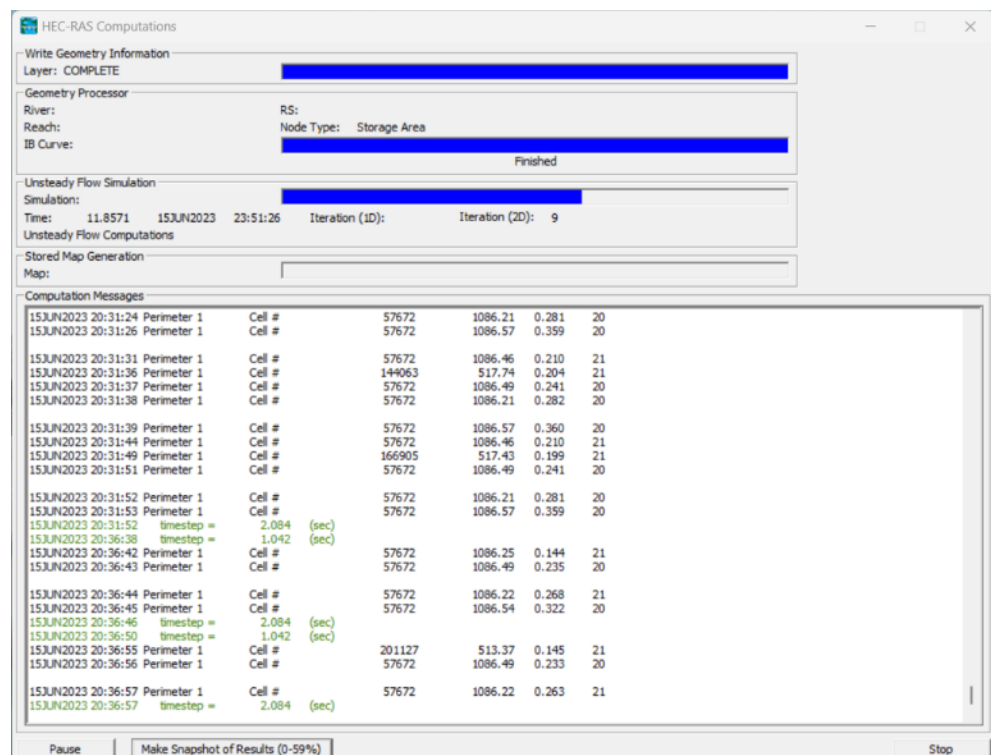 HEC-RAS Computations
Write Geometry Information
Layer: COMPLETE
Geometry Processor
River: RS:
Reach: Node Type: Storage Area
IB Curve:
Finished
Unsteady Flow Simulation
Simulation:
Time: 11.8571 15JUN2023 23:51:26 Iteration (1D): Iteration (2D): 9
Unsteady Flow Computations
Stored Map Generation
Map:
Computation Messages
15JUN2023 20:31:24 Perimeter 1 Cell # 57672 1086.21 0.281 20
15JUN2023 20:31:26 Perimeter 1 Cell # 57672 1086.57 0.359 20
15JUN2023 20:31:31 Perimeter 1 Cell # 57672 1086.46 0.210 21
15JUN2023 20:31:36 Perimeter 1 Cell # 144063 517.74 0.204 21
15JUN2023 20:31:37 Perimeter 1 Cell # 57672 1086.49 0.241 20
15JUN2023 20:31:38 Perimeter 1 Cell # 57672 1086.21 0.282 20
15JUN2023 20:31:39 Perimeter 1 Cell # 57672 1086.57 0.360 20
15JUN2023 20:31:44 Perimeter 1 Cell # 57672 1086.46 0.210 21
15JUN2023 20:31:49 Perimeter 1 Cell # 166905 517.43 0.199 21
15JUN2023 20:31:51 Perimeter 1 Cell # 57672 1086.49 0.241 20
15JUN2023 20:31:52 Perimeter 1 Cell # 57672 1086.21 0.281 20
15JUN2023 20:31:53 Perimeter 1 Cell # 57672 1086.57 0.359 20
15JUN2023 20:31:52 timestep = 2.084 (sec)
15JUN2023 20:36:38 timestep = 1.042 (sec)
15JUN2023 20:36:42 Perimeter 1 Cell # 57672 1086.25 0.144 21
15JUN2023 20:36:43 Perimeter 1 Cell # 57672 1086.49 0.235 20
15JUN2023 20:36:44 Perimeter 1 Cell # 57672 1086.22 0.268 21
15JUN2023 20:36:45 Perimeter 1 Cell # 57672 1086.54 0.322 20
15JUN2023 20:36:46 timestep = 2.084 (sec)
15JUN2023 20:36:50 timestep = 1.042 (sec)
15JUN2023 20:36:55 Perimeter 1 Cell # 201127 513.37 0.145 21
15JUN2023 20:36:56 Perimeter 1 Cell # 57672 1086.49 0.233 20
15JUN2023 20:36:57 Perimeter 1 Cell # 57672 1086.22 0.263 21
15JUN2023 20:36:57 timestep = 2.084 (sec)
Pause Make Snapshot of Results (0-59%) Stop